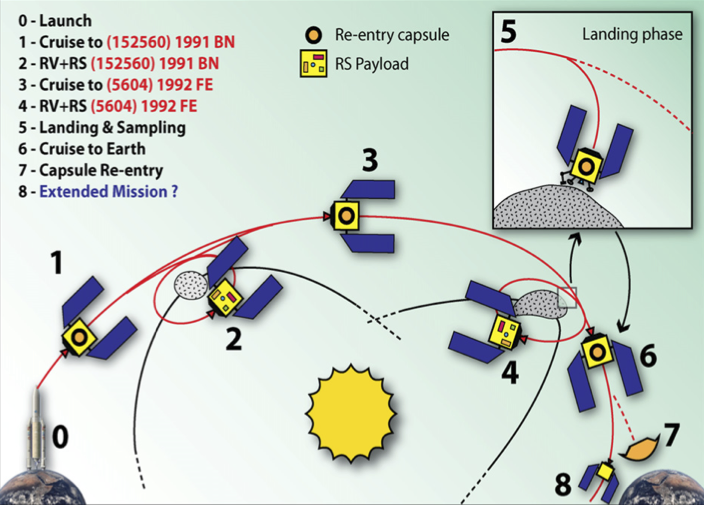 0 - Launch
1 - Cruise to (152560) 1991 BN
2 - RV+RS (152560) 1991 BN
3 - Cruise to (5604) 1992 FE
4 - RV+RS (5604) 1992 FE
5 - Landing & Sampling
6 - Cruise to Earth
7 - Capsule Re-entry
8 - Extended Mission ?
Re-entry capsule
RS Payload
5
Landing phase
3
1
2
4
6
0
7
8